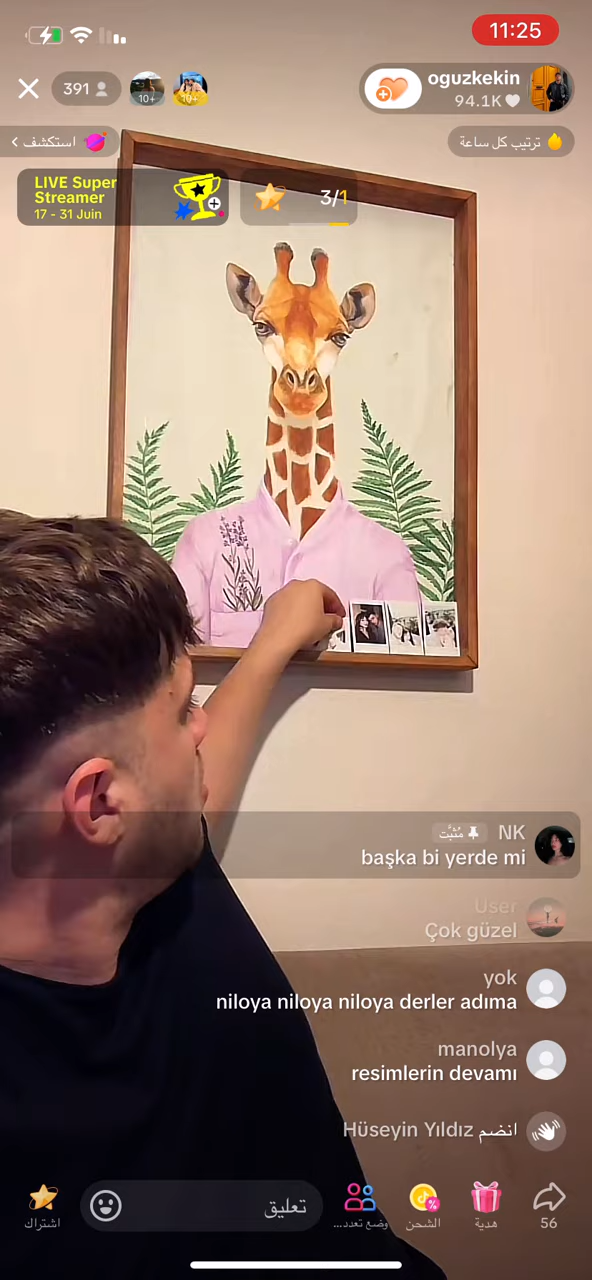 11:25
391
10+
10+
oguzkekin
94.1K
استكشف
ترتيب كل ساعة
LIVE Super
Streamer
17 - 31 Juin
3/1
NK مُثبَّت
başka bi yerde mi
User
Çok güzel
yok
niloya niloya niloya derler adıma
manolya
resimlerin devamı
Hüseyin Yıldız انضم
اشتراك
تعليق
وضع تعدد...
الشحن
هدية
56